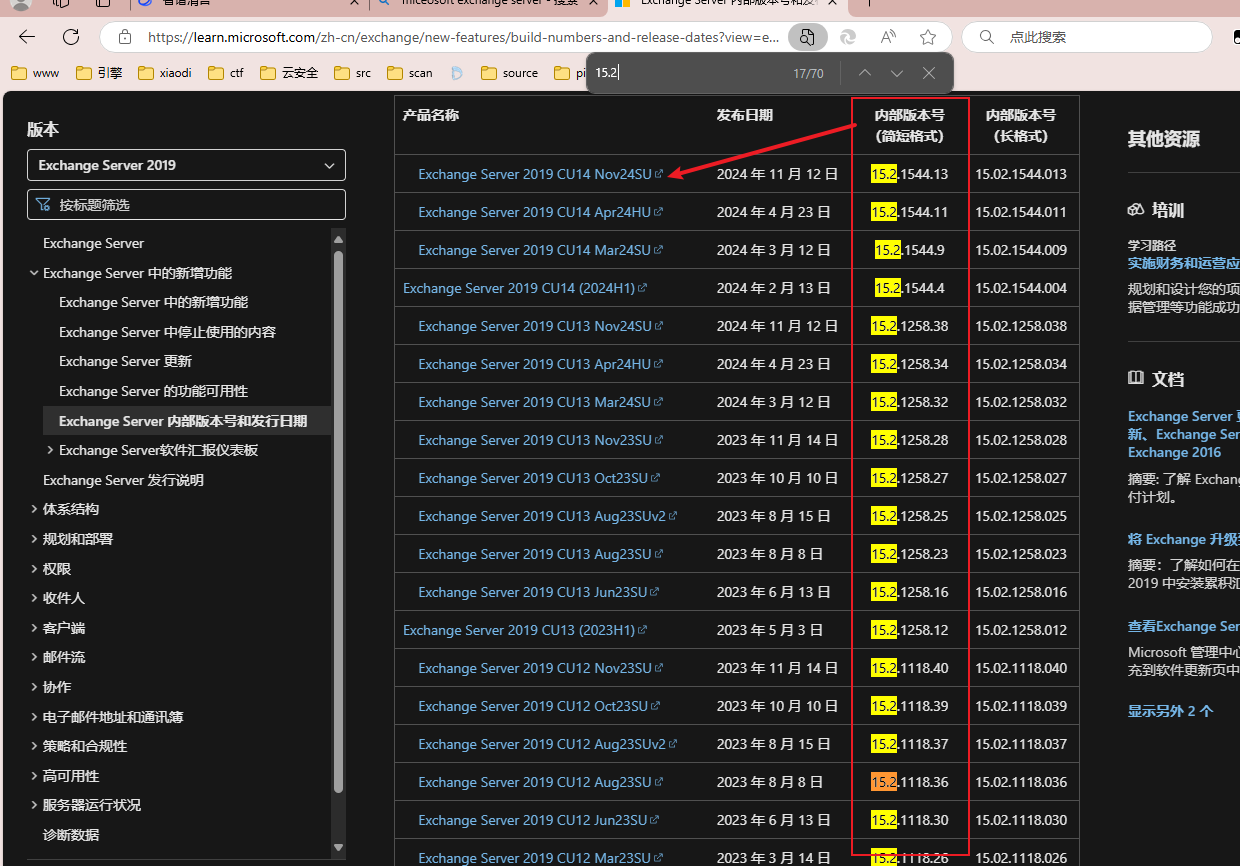 miceosoft exchange server - 搜索
Exchange Server 内部版本号和发
https://learn.microsoft.com/zh-cn/exchange/new-features/build-numbers-and-release-dates?view=e...
点此搜索
www 引擎 xiaodi ctf 云安全 src scan source pi
15.2 17/70
版本
Exchange Server 2019
按标题筛选
Exchange Server
Exchange Server 中的新增功能
Exchange Server 中的新增功能
Exchange Server 中停止使用的内容
Exchange Server 更新
Exchange Server 的功能可用性
Exchange Server 内部版本号和发行日期
Exchange Server软件汇报仪表板
Exchange Server 发行说明
体系结构
规划和部署
权限
收件人
客户端
邮件流
协作
电子邮件地址和通讯簿
策略和合规性
高可用性
服务器运行状况
诊断数据
产品名称 发布日期 内部版本号 (简短格式) 内部版本号 (长格式)
Exchange Server 2019 CU14 Nov24SU 2024 年 11 月 12 日 15.2.1544.13 15.02.1544.013
Exchange Server 2019 CU14 Apr24HU 2024 年 4 月 23 日 15.2.1544.11 15.02.1544.011
Exchange Server 2019 CU14 Mar24SU 2024 年 3 月 12 日 15.2.1544.9 15.02.1544.009
Exchange Server 2019 CU14 (2024H1) 2024 年 2 月 13 日 15.2.1544.4 15.02.1544.004
Exchange Server 2019 CU13 Nov24SU 2024 年 11 月 12 日 15.2.1258.38 15.02.1258.038
Exchange Server 2019 CU13 Apr24HU 2024 年 4 月 23 日 15.2.1258.34 15.02.1258.034
Exchange Server 2019 CU13 Mar24SU 2024 年 3 月 12 日 15.2.1258.32 15.02.1258.032
Exchange Server 2019 CU13 Nov23SU 2023 年 11 月 14 日 15.2.1258.28 15.02.1258.028
Exchange Server 2019 CU13 Oct23SU 2023 年 10 月 10 日 15.2.1258.27 15.02.1258.027
Exchange Server 2019 CU13 Aug23SUv2 2023 年 8 月 15 日 15.2.1258.25 15.02.1258.025
Exchange Server 2019 CU13 Aug23SU 2023 年 8 月 8 日 15.2.1258.23 15.02.1258.023
Exchange Server 2019 CU13 Jun23SU 2023 年 6 月 13 日 15.2.1258.16 15.02.1258.016
Exchange Server 2019 CU13 (2023H1) 2023 年 5 月 3 日 15.2.1258.12 15.02.1258.012
Exchange Server 2019 CU12 Nov23SU 2023 年 11 月 14 日 15.2.1118.40 15.02.1118.040
Exchange Server 2019 CU12 Oct23SU 2023 年 10 月 10 日 15.2.1118.39 15.02.1118.039
Exchange Server 2019 CU12 Aug23SUv2 2023 年 8 月 15 日 15.2.1118.37 15.02.1118.037
Exchange Server 2019 CU12 Aug23SU 2023 年 8 月 8 日 15.2.1118.36 15.02.1118.036
Exchange Server 2019 CU12 Jun23SU 2023 年 6 月 13 日 15.2.1118.30 15.02.1118.030
Exchange Server 2019 CU12 Mar23SU 2023 年 3 月 14 日 15.2.1118.26 15.02.1118.026
其他资源
培训
学习路径
实施财务和运营应
规划和设计您的项
据管理等功能成功
文档
Exchange Server 更
新、Exchange Ser
Exchange 2016
摘要: 了解 Exchang
付计划。
将 Exchange 升级到
摘要：了解如何在
2019 中安装累积汇
查看Exchange Ser
Microsoft 管理中心
充到软件更新页中
显示另外 2 个